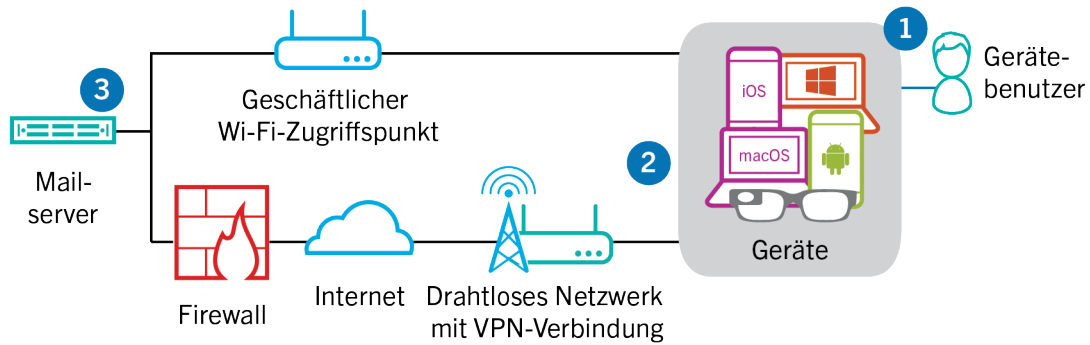 1
Geräte-
benutzer
iOS
macOS
Geräte
2
3
Geschäftlicher
Wi-Fi-Zugriffspunkt
Mail-
server
Firewall
Internet
Drahtloses Netzwerk
mit VPN-Verbindung